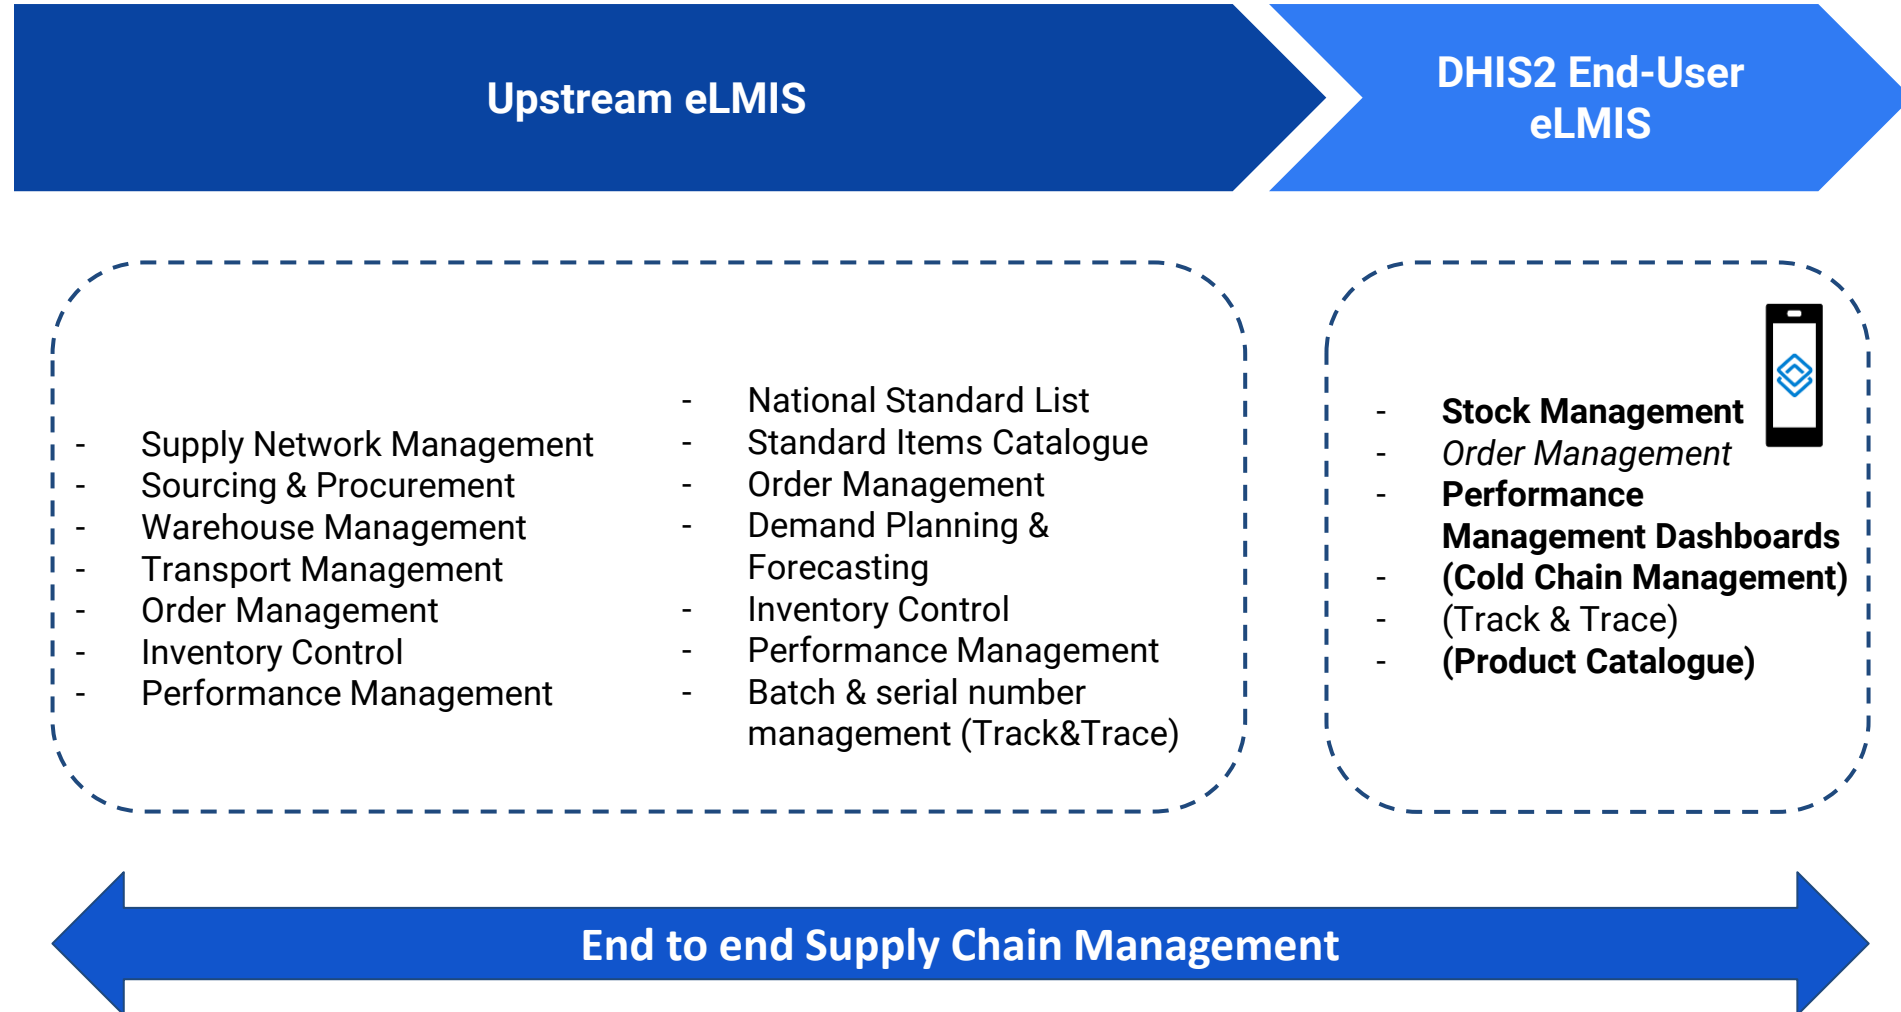 Upstream eLMIS
DHIS2 End-User
eLMIS
- Supply Network Management
- Sourcing & Procurement
- Warehouse Management
- Transport Management
- Order Management
- Inventory Control
- Performance Management
- National Standard List
- Standard Items Catalogue
- Order Management
- Demand Planning &
Forecasting
- Inventory Control
- Performance Management
- Batch & serial number
management (Track&Trace)
- Stock Management
- Order Management
- Performance
Management Dashboards
- (Cold Chain Management)
- (Track & Trace)
- (Product Catalogue)
End to end Supply Chain Management